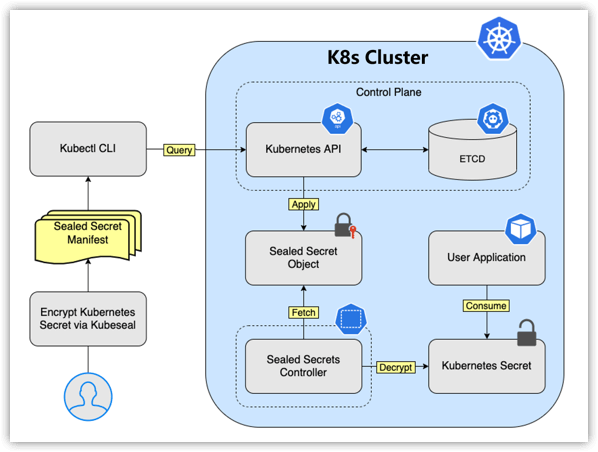 K8s Cluster
Control Plane
Kubectl CLI
Query
Kubernetes API
API
ETCD
Apply
Sealed Secret
Manifest
Sealed Secret
Object
User Application
Encrypt Kubernetes
Secret via Kubeseal
Fetch
Consume
Sealed Secrets
Controller
Decrypt
Kubernetes Secret